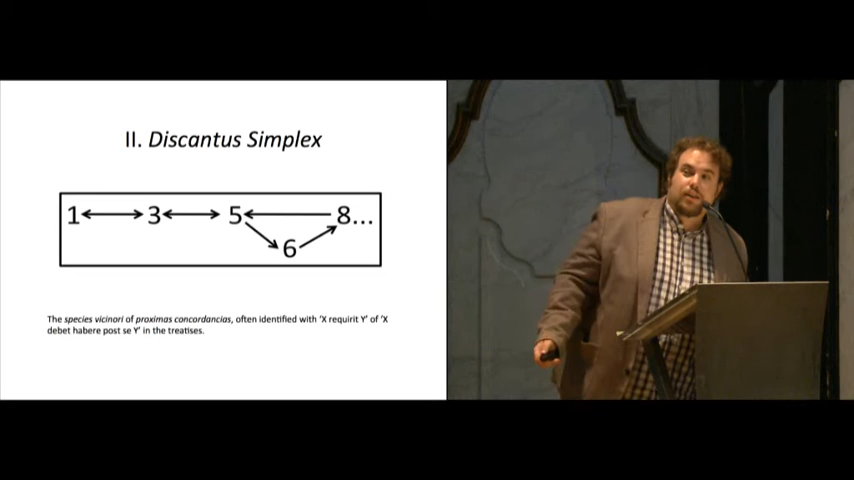 II. Discantus Simplex
1 3 5 8...
6
The species vicinori of proximas concordancias, often identified with 'X requirit Y' of 'X
debet habere post se Y' in the treatises.